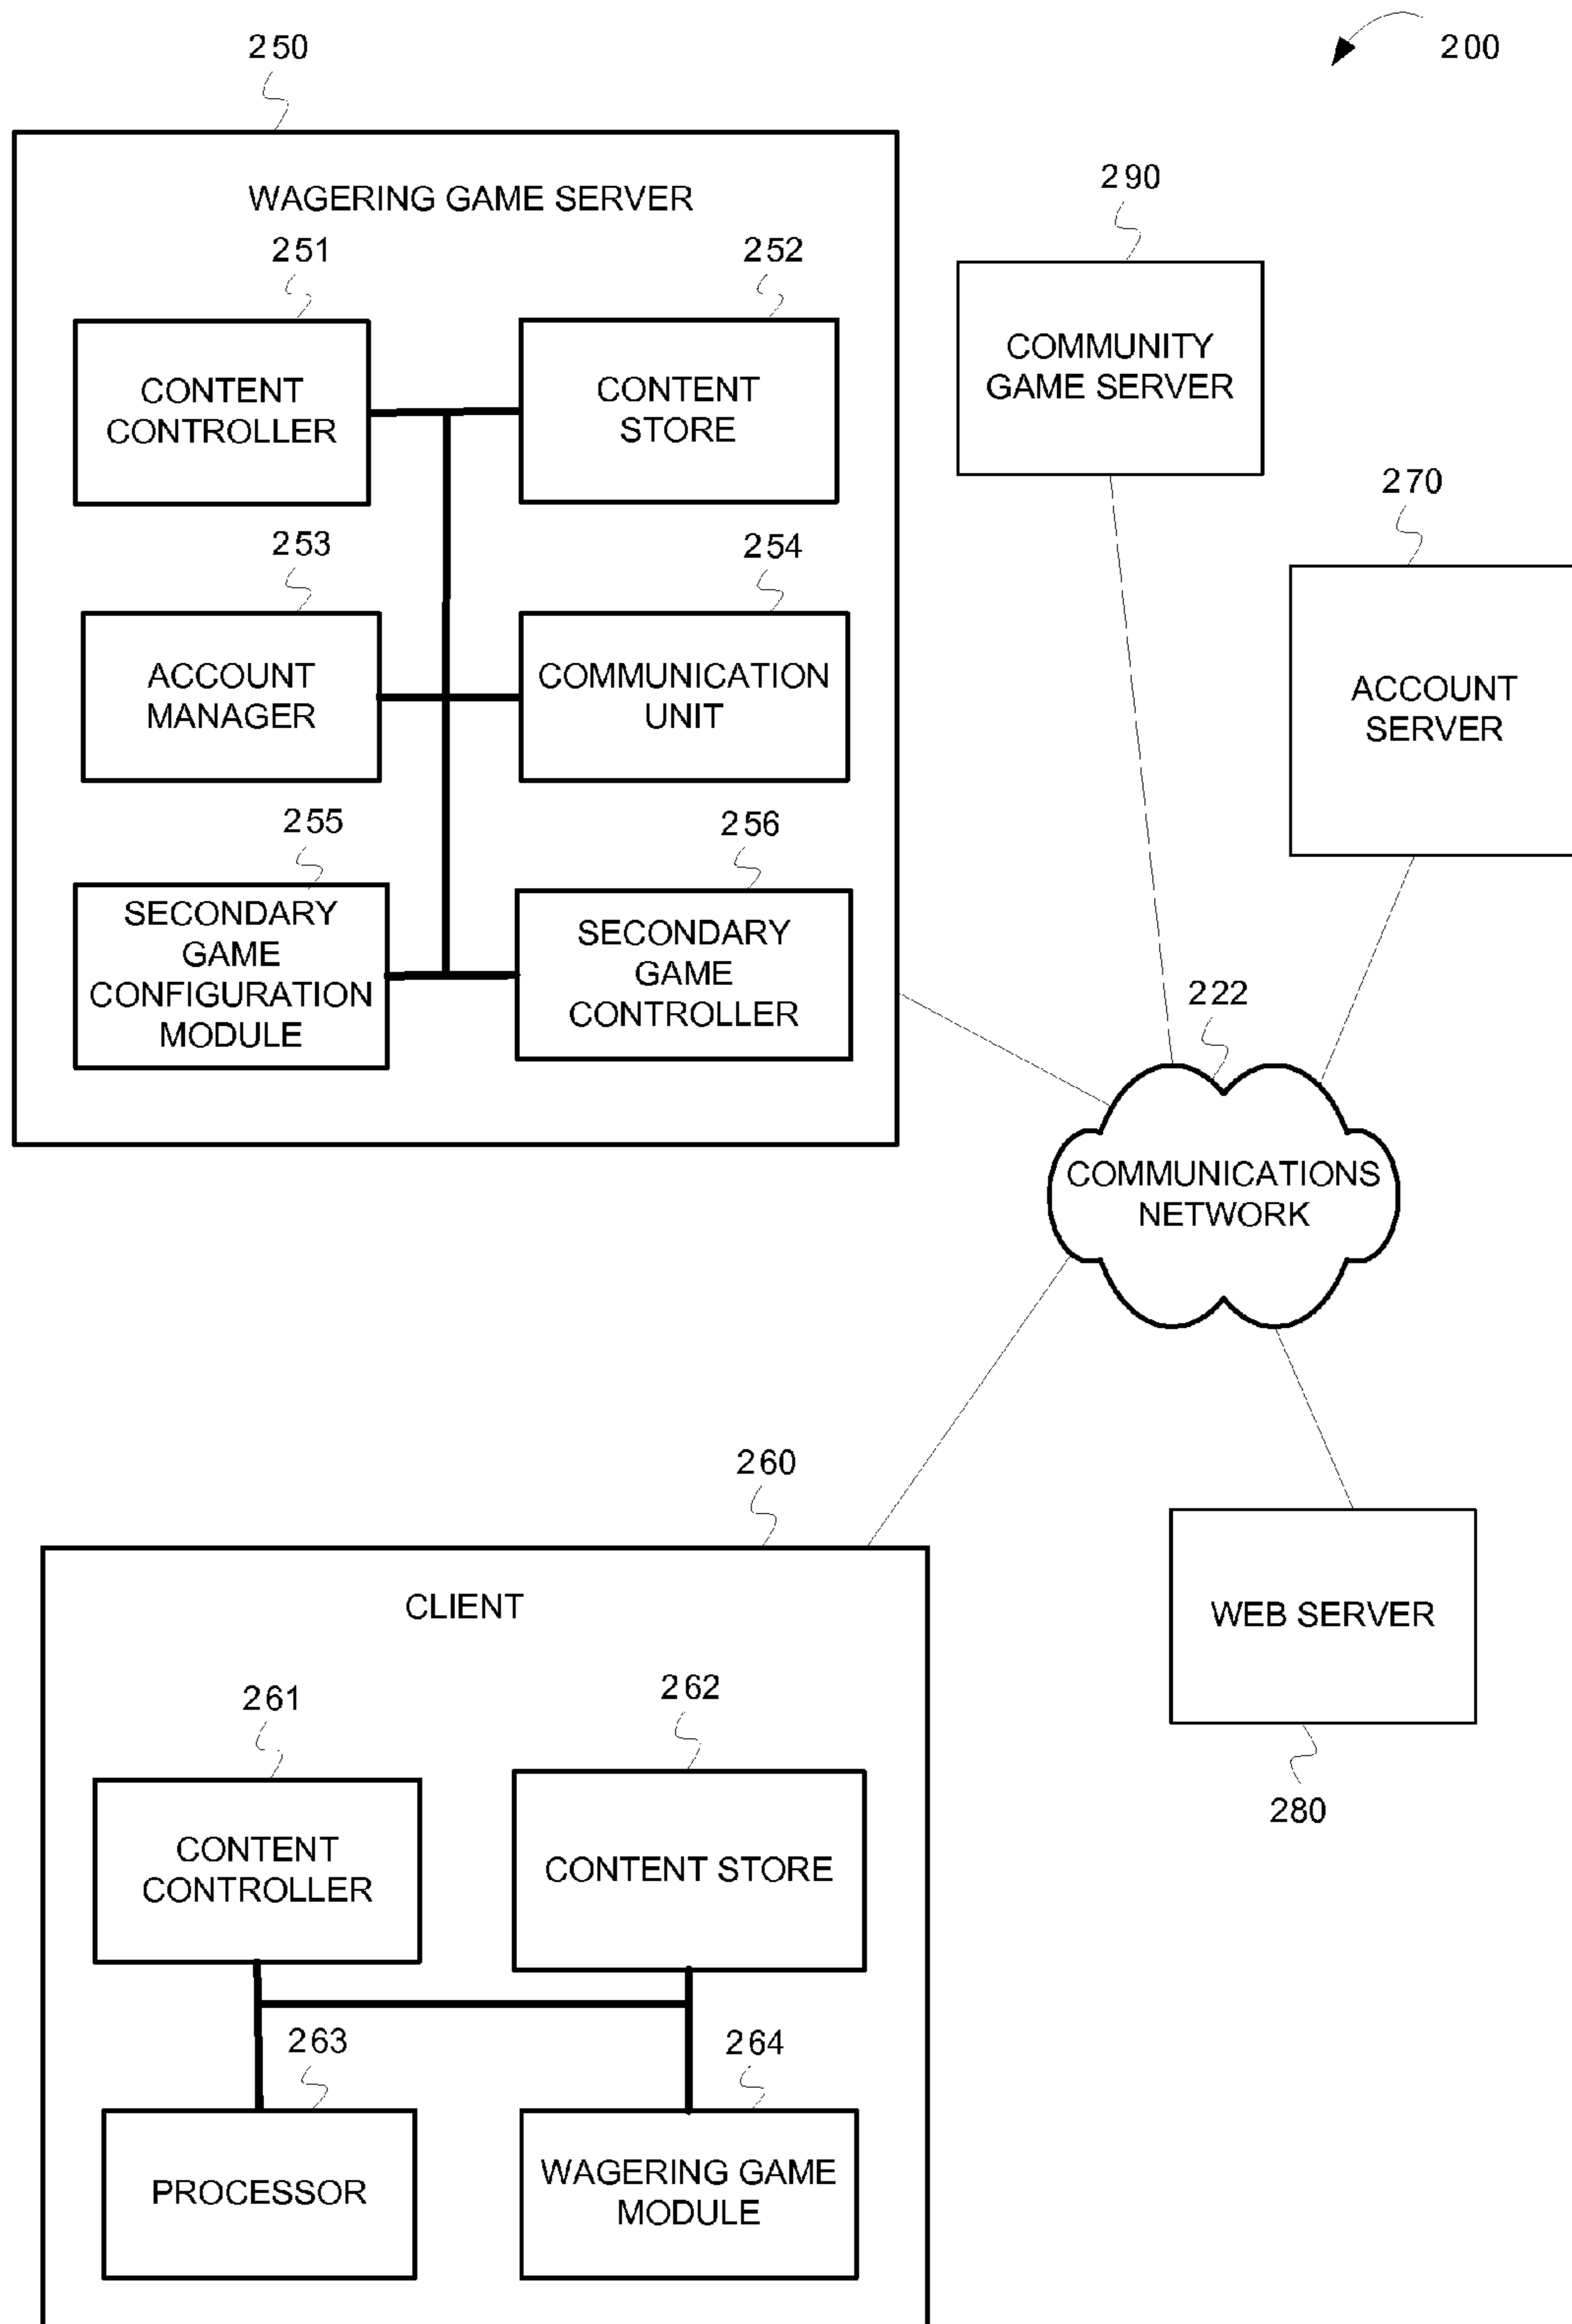 200
250
WAGERING GAME SERVER
251
CONTENT
CONTROLLER
252
CONTENT
STORE
253
ACCOUNT
MANAGER
254
COMMUNICATION
UNIT
255
SECONDARY
GAME
CONFIGURATION
MODULE
256
SECONDARY
GAME
CONTROLLER
290
COMMUNITY
GAME SERVER
270
ACCOUNT
SERVER
222
COMMUNICATIONS
NETWORK
260
CLIENT
261
CONTENT
CONTROLLER
262
CONTENT STORE
263
PROCESSOR
264
WAGERING GAME
MODULE
WEB SERVER
280